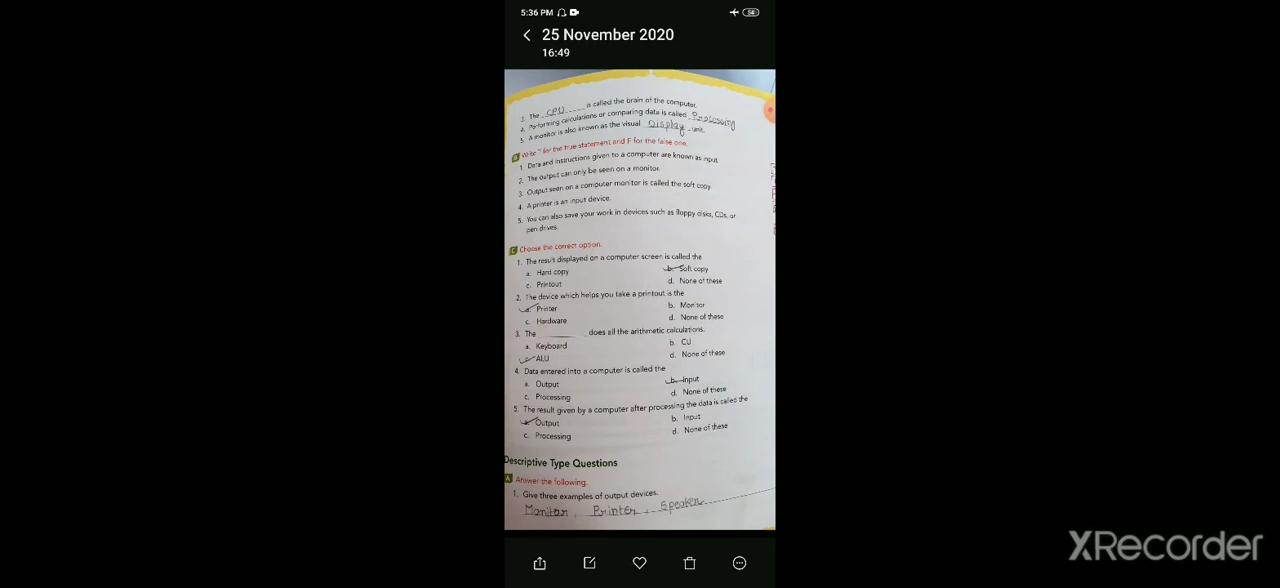 5:36 PM
54
25 November 2020
16:49
3. The CPU is called the brain of the computer.
4. Performing calculations or comparing data is called Processing
5. A monitor is also known as the visual Display unit.
B Write T for the true statement and F for the false one.
1. Data and instructions given to a computer are known as input.
2. The output can only be seen on a monitor.
3. Output seen on a computer monitor is called the soft copy.
4. A printer is an input device.
5. You can also save your work in devices such as floppy disks, CDs, or
pen drives.
C Choose the correct option.
1. The result displayed on a computer screen is called the
a. Hard copy b. Soft copy
c. Printout d. None of these
2. The device which helps you take a printout is the
a. Printer b. Monitor
c. Hardware d. None of these
3. The ________ does all the arithmetic calculations.
a. Keyboard b. CU
c. ALU d. None of these
4. Data entered into a computer is called the
a. Output b. Input
c. Processing d. None of these
5. The result given by a computer after processing the data is called the
a. Output b. Input
c. Processing d. None of these
Descriptive Type Questions
A Answer the following.
1. Give three examples of output devices.
Monitor, Printer, Speaker
XRecorder